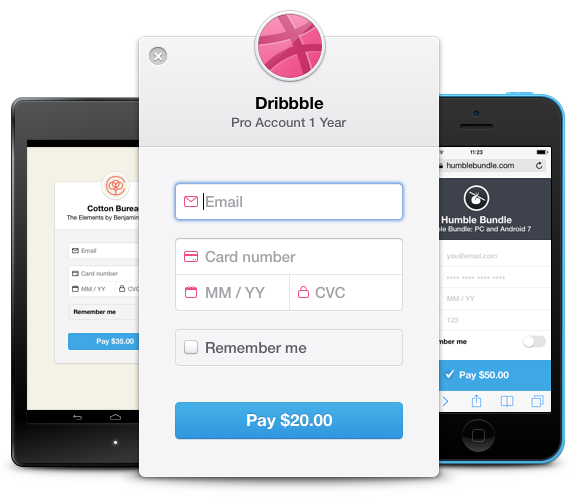 Dribbble
Pro Account 1 Year
Email
Card number
MM / YY
CVC
Remember me
Pay $20.00
Cotton Burea
The Elements by Benjamin
Email
Card number
MM / YY
CVC
Remember me
Pay $35.00
11:23
humblebundle.com
Humble Bundle
le Bundle: PC and Android 7
you@email.com
MM / YY
123
mber me
Pay $50.00